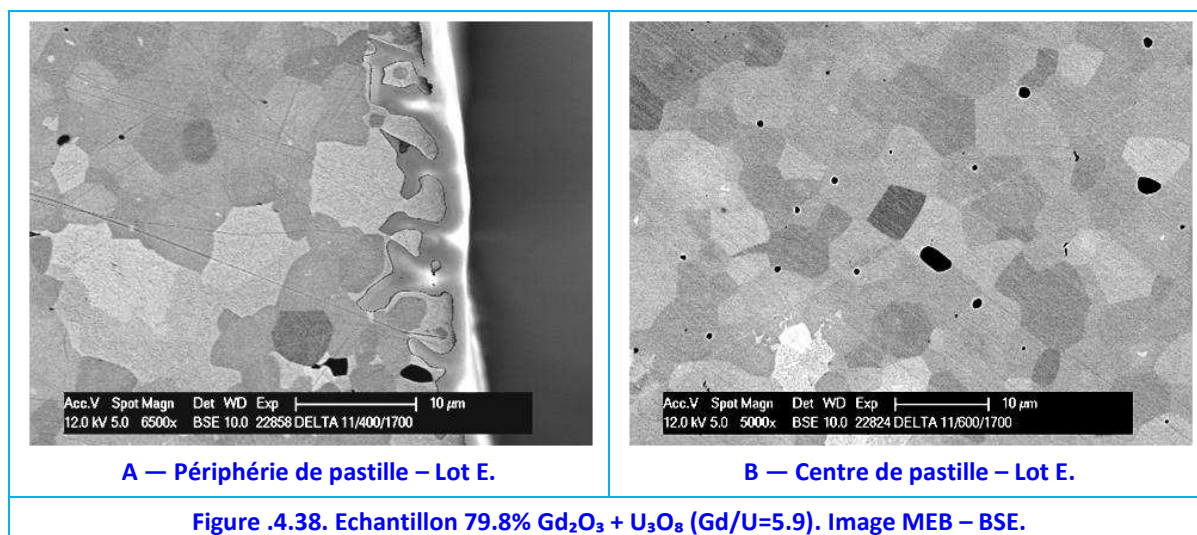 Acc.V Spot Magn Det WD Exp 10 µm
12.0 kV 5.0 6500x BSE 10.0 22858 DELTA 11/400/1700
Acc.V Spot Magn Det WD Exp 10 µm
12.0 kV 5.0 5000x BSE 10.0 22824 DELTA 11/600/1700
A — Périphérie de pastille – Lot E.
B — Centre de pastille – Lot E.
Figure .4.38. Echantillon 79.8% Gd₂O₃ + U₃O₈ (Gd/U=5.9). Image MEB – BSE.